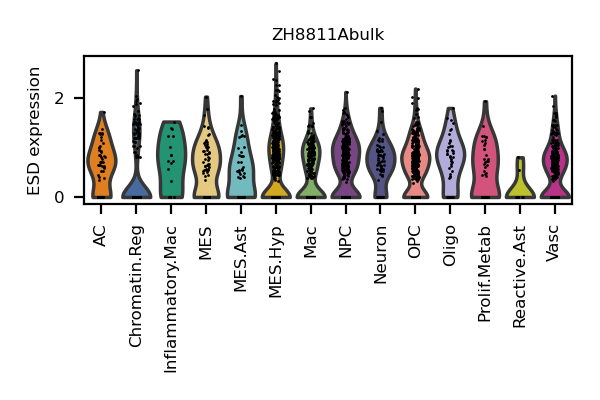 ZH8811Abulk
ESD expression
2
0
AC
Chromatin.Reg
Inflammatory.Mac
MES
MES.Ast
MES.Hyp
Mac
NPC
Neuron
OPC
Oligo
Prolif.Metab
Reactive.Ast
Vasc